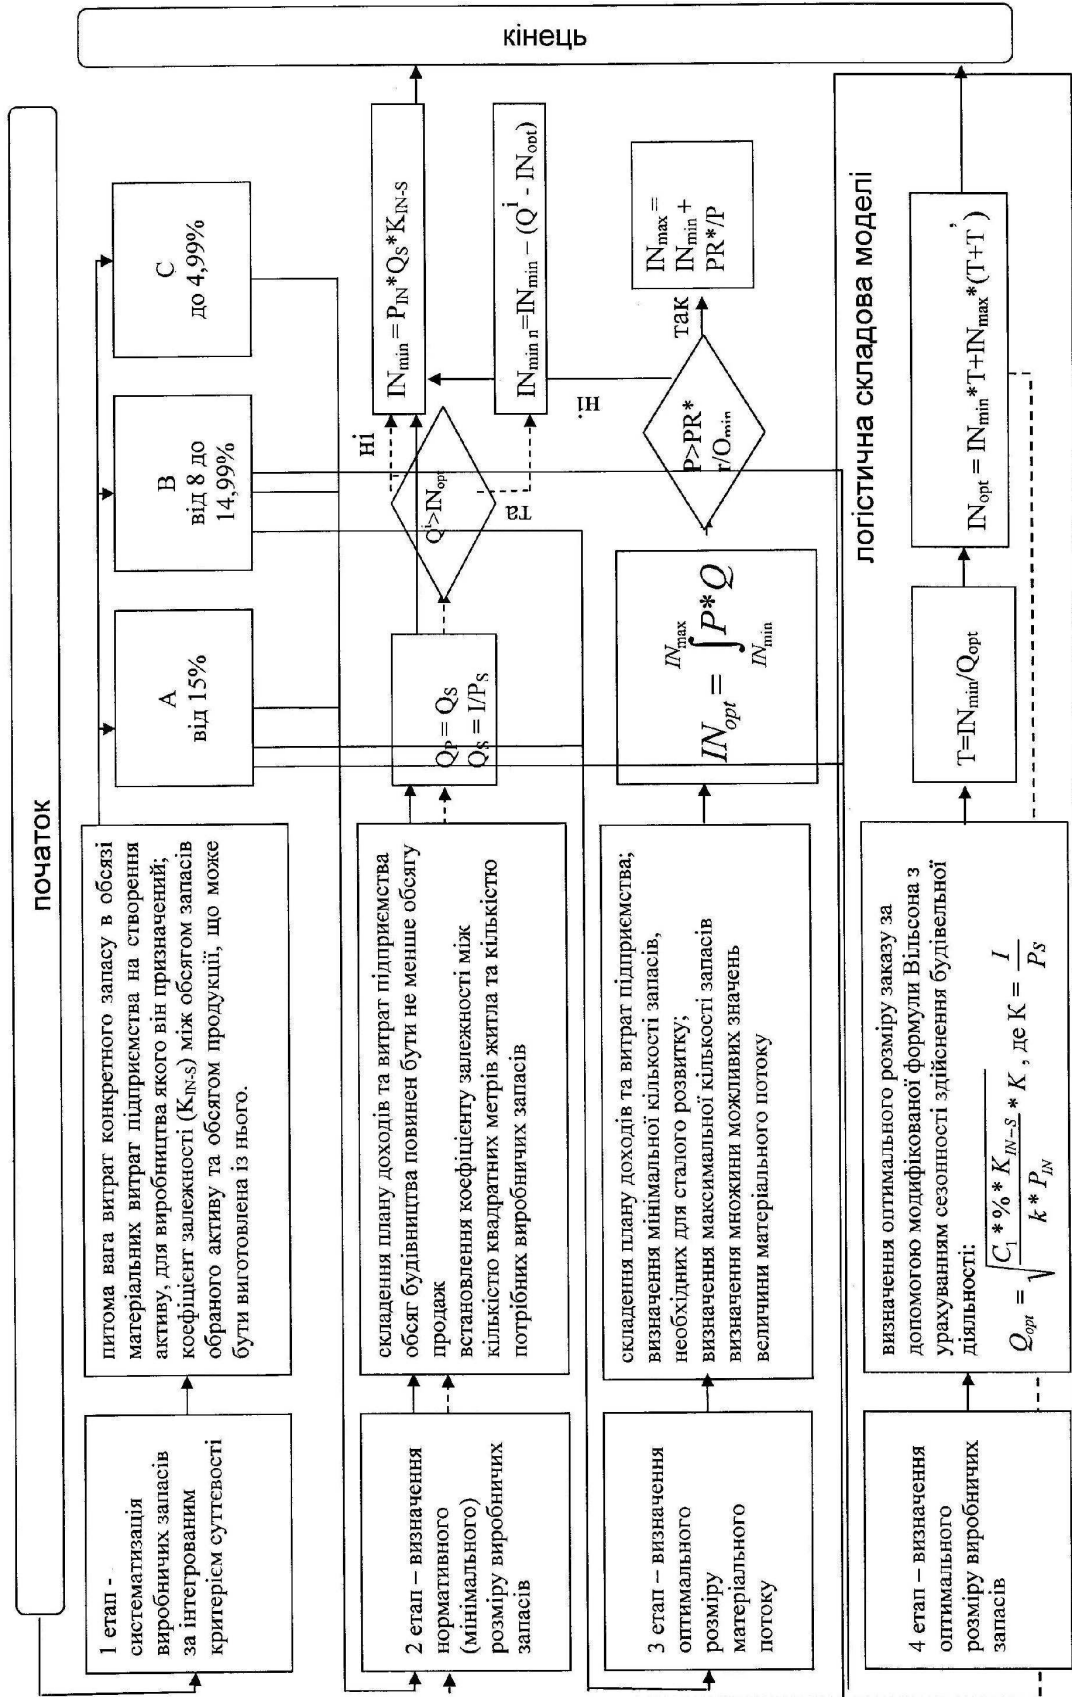 початок
1 етап -
систематизація
виробничих запасів
за інтегрованим
критерієм суттєвості
питома вага витрат конкретного запасу в обсязі
матеріальних витрат підприємства на створення
активу, для виробництва якого він призначений;
коефіцієнт залежності (K_IN-S) між обсягом запасів
обраного активу та обсягом продукції, що може
бути виготовлена із нього.
A
від 15%
B
від 8 до
14,99%
C
до 4,99%
2 етап – визначення
нормативного
(мінімального)
розміру виробничих
запасів
складення плану доходів та витрат підприємства
обсяг будівництва повинен бути не менше обсягу
продаж
встановлення коефіцієнту залежності між
кількістю квадратних метрів житла та кількістю
потрібних виробничих запасів
Q_P = Q_S
Q_S = I/P_S
Q^i>IN_opt
ні
та
IN_min = P_IN*Q_S*K_IN-S
IN_min n=IN_min – (Q^i - IN_opt)
3 етап – визначення
оптимального
розміру
матеріального
потоку
складення плану доходів та витрат підприємства;
визначення мінімальної кількості запасів,
необхідних для сталого розвитку;
визначення максимальної кількості запасів
визначення множини можливих значень
величини матеріального потоку
IN_opt = ∫_IN_min^IN_max P*Q
P>PR*
r/O_min
ні
так
IN_max =
IN_min +
PR*/P
логістична складова моделі
4 етап – визначення
оптимального
розміру виробничих
запасів
визначення оптимального розміру заказу за
допомогою модифікованої формули Вільсона з
урахуванням сезонності здійснення будівельної
діяльності:
Q_opt = √(C_1 * % * K_IN-S / k * P_IN) * K , де К = I / Ps
T=IN_min/Q_opt
IN_opt = IN_min*T+IN_max*(T+T')
кінець